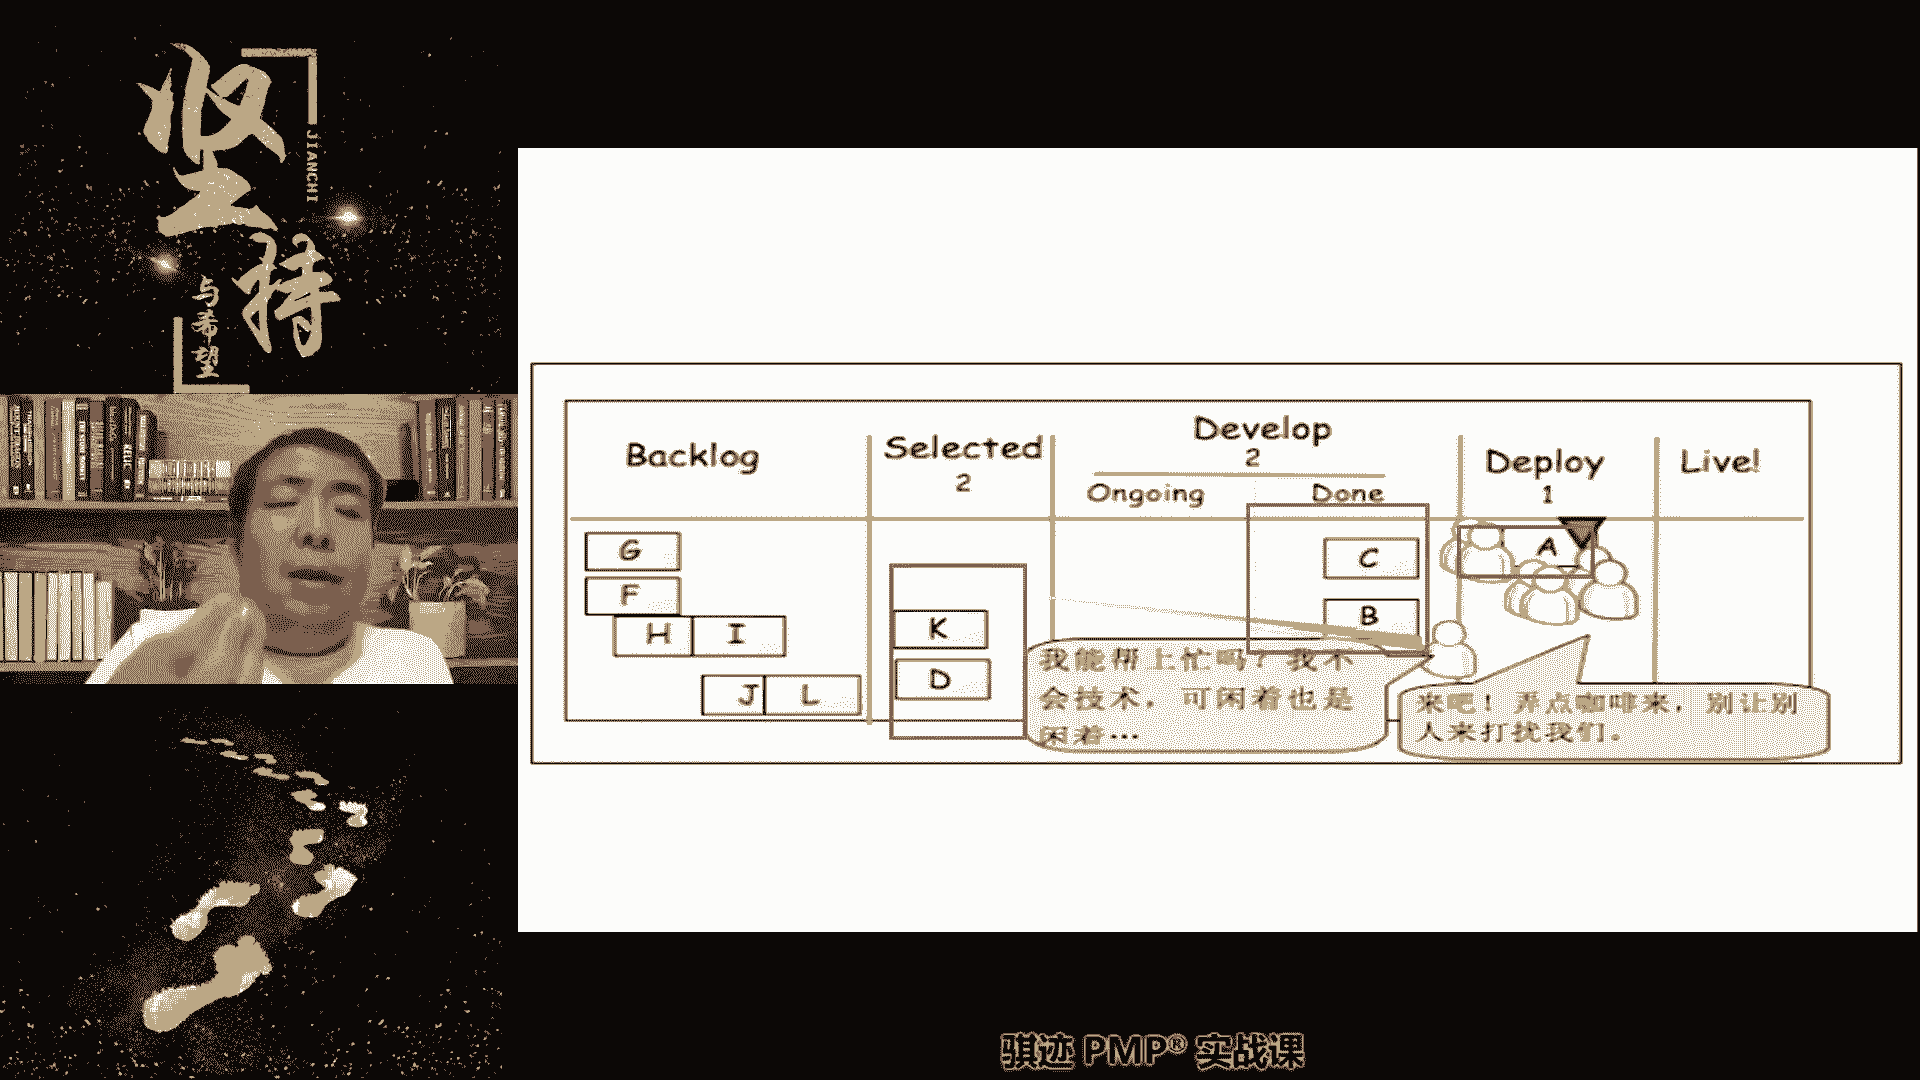 坚持
JIANCHI
与希望
Backlog
Selected
2
Develop
2
Ongoing
Done
Deploy
1
Live!
G
F
H
I
J
L
K
D
C
B
A
我能帮上忙吗？我不
会技术，可闲着也是
闲着…
来吧！弄点咖啡来，别让别
人来打扰我们。
骐迹 PMP® 实战课